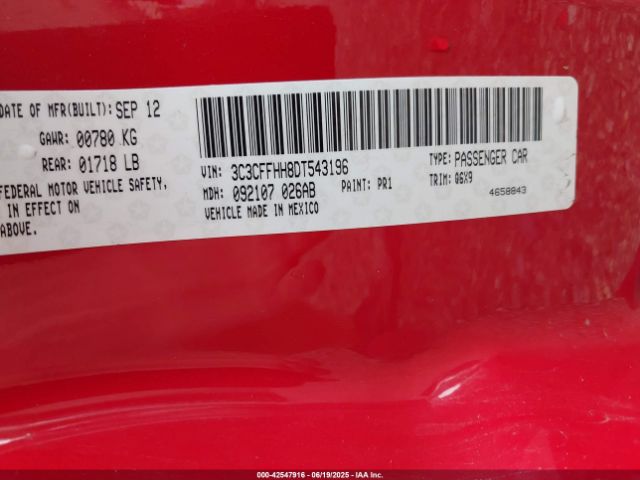 DATE OF MFR(BUILT): SEP 12
GAWR: 00780 KG
REAR: 01718 LB
FEDERAL MOTOR VEHICLE SAFETY,
IN EFFECT ON
ABOVE.
VIN: 3C3CFFHH8DT543196
TYPE: PASSENGER CAR
MDH: 092107 026AB
PAINT: PR1
TRIM: Q6X9
VEHICLE MADE IN MEXICO
4658843
000-42547916 - 06/19/2025 - IAA Inc.